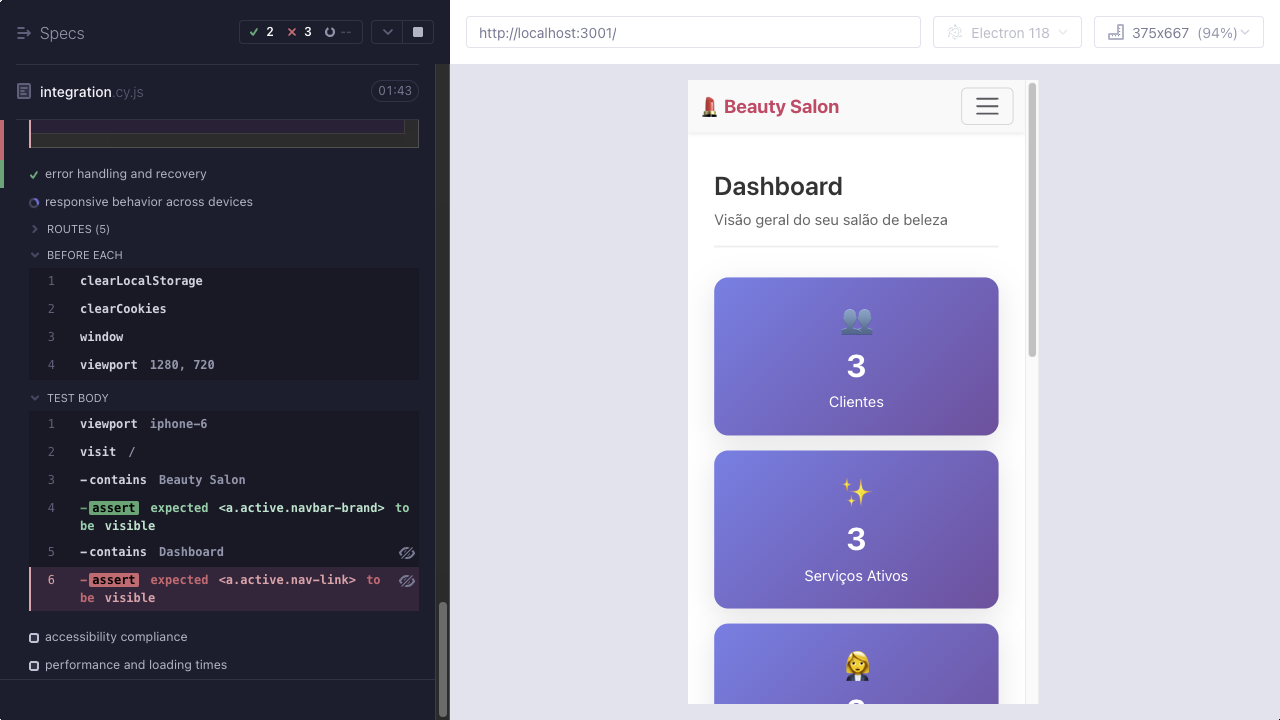 Specs
2
3
--
integration.cy.js
01:43
error handling and recovery
responsive behavior across devices
ROUTES (5)
BEFORE EACH
1 clearLocalStorage
2 clearCookies
3 window
4 viewport 1280, 720
TEST BODY
1 viewport iphone-6
2 visit /
3 -contains Beauty Salon
4 -assert expected <a.active.navbar-brand> to
be visible
5 -contains Dashboard
6 -assert expected <a.active.nav-link> to
be visible
accessibility compliance
performance and loading times
http://localhost:3001/
Electron 118
375x667 (94%)
Beauty Salon
Dashboard
Visão geral do seu salão de beleza
3
Clientes
3
Serviços Ativos